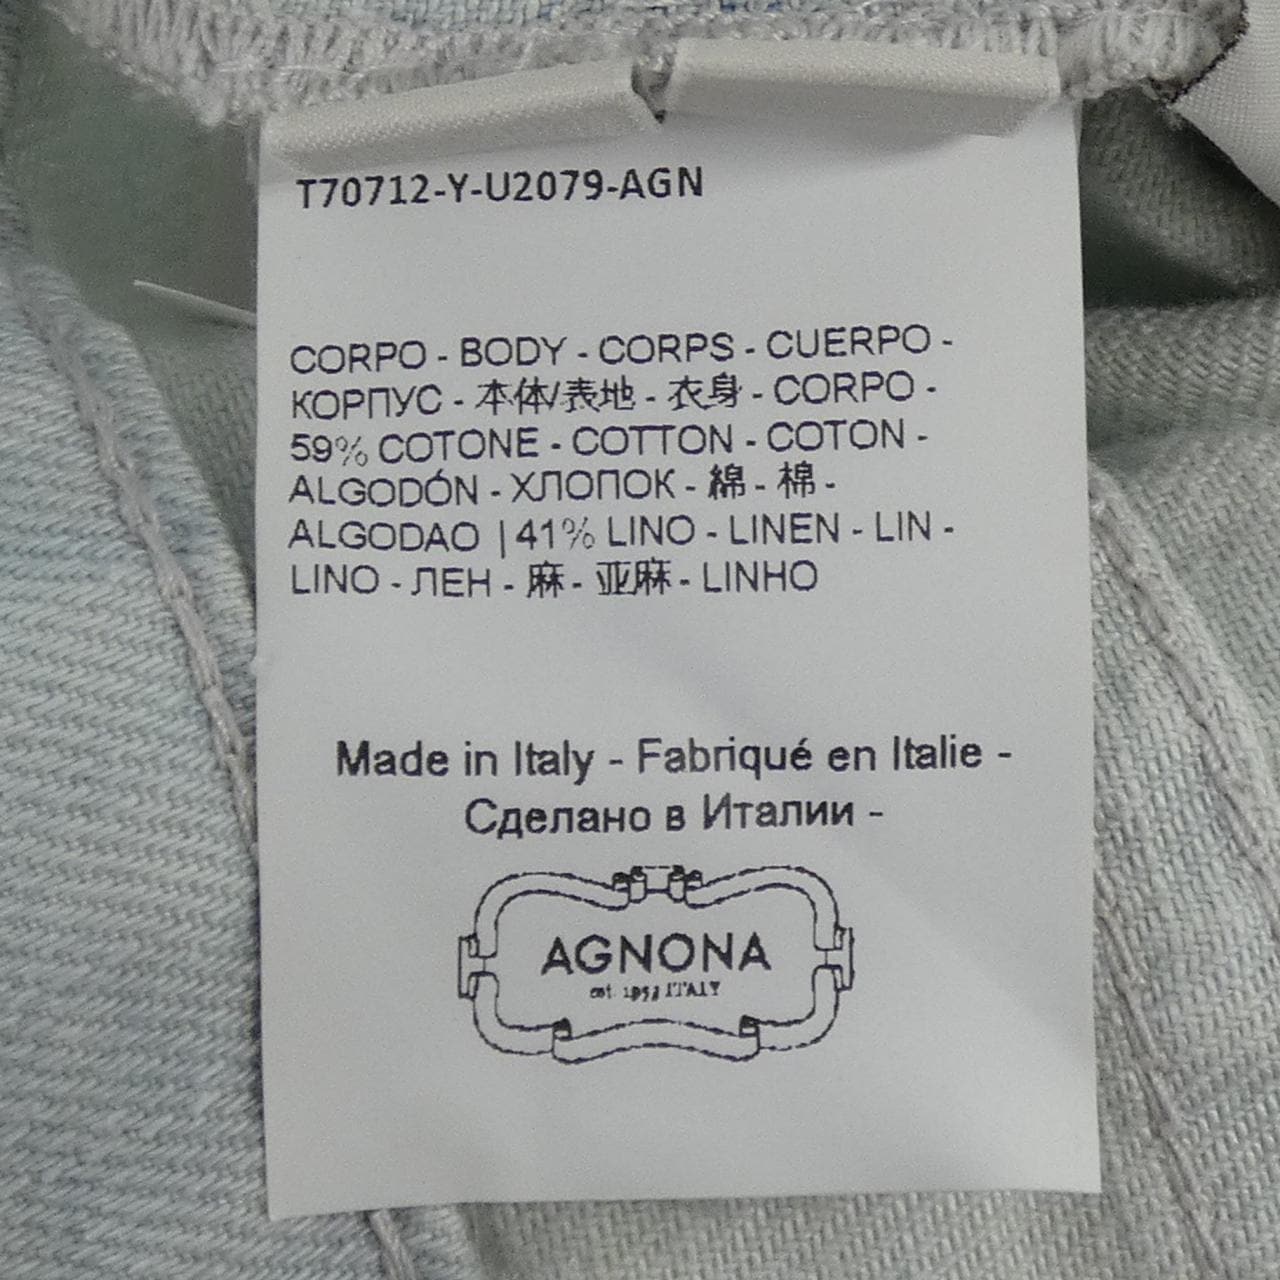 T70712-Y-U2079-AGN
CORPO - BODY - CORPS - CUERPO -
КОРПУС - 本体/表地 - 衣身 - CORPO -
59% COTONE - COTTON - COTON -
ALGODÓN - ХЛОПОК - 綿 - 棉 -
ALGODAO | 41% LINO - LINEN - LIN -
LINO - ЛЕН - 麻 - 亚麻 - LINHO
Made in Italy - Fabriqué en Italie -
Сделано в Италии -
AGNONA
est. ITALY